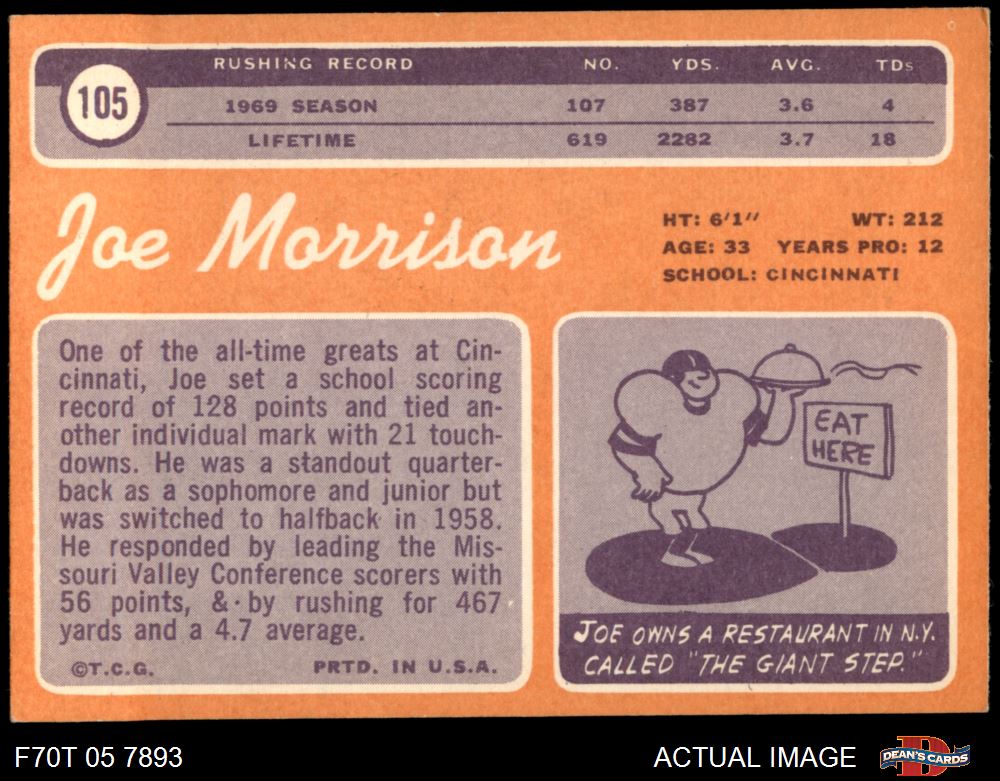 RUSHING RECORD NO. YDS. AVG. TDs
105
1969 SEASON 107 387 3.6 4
LIFETIME 619 2282 3.7 18
Joe Morrison
HT: 6'1" WT: 212
AGE: 33 YEARS PRO: 12
SCHOOL: CINCINNATI
One of the all-time greats at Cin-
cinnati, Joe set a school scoring
record of 128 points and tied an-
other individual mark with 21 touch-
downs. He was a standout quarter-
back as a sophomore and junior but
was switched to halfback in 1958.
He responded by leading the Mis-
souri Valley Conference scorers with
56 points, & by rushing for 467
yards and a 4.7 average.
©T.C.G. PRTD. IN U.S.A.
EAT
HERE
JOE OWNS A RESTAURANT IN N.Y.
CALLED "THE GIANT STEP."
F70T 05 7893 ACTUAL IMAGE DEAN'S CARDS